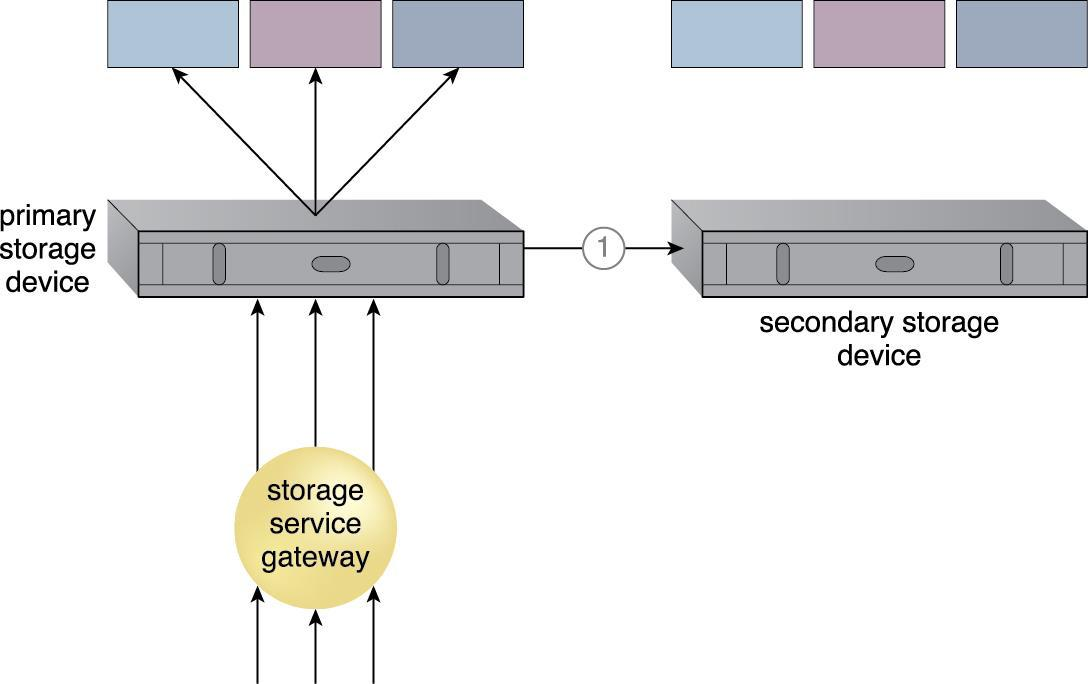 primary
storage
device
1
secondary storage
device
storage
service
gateway